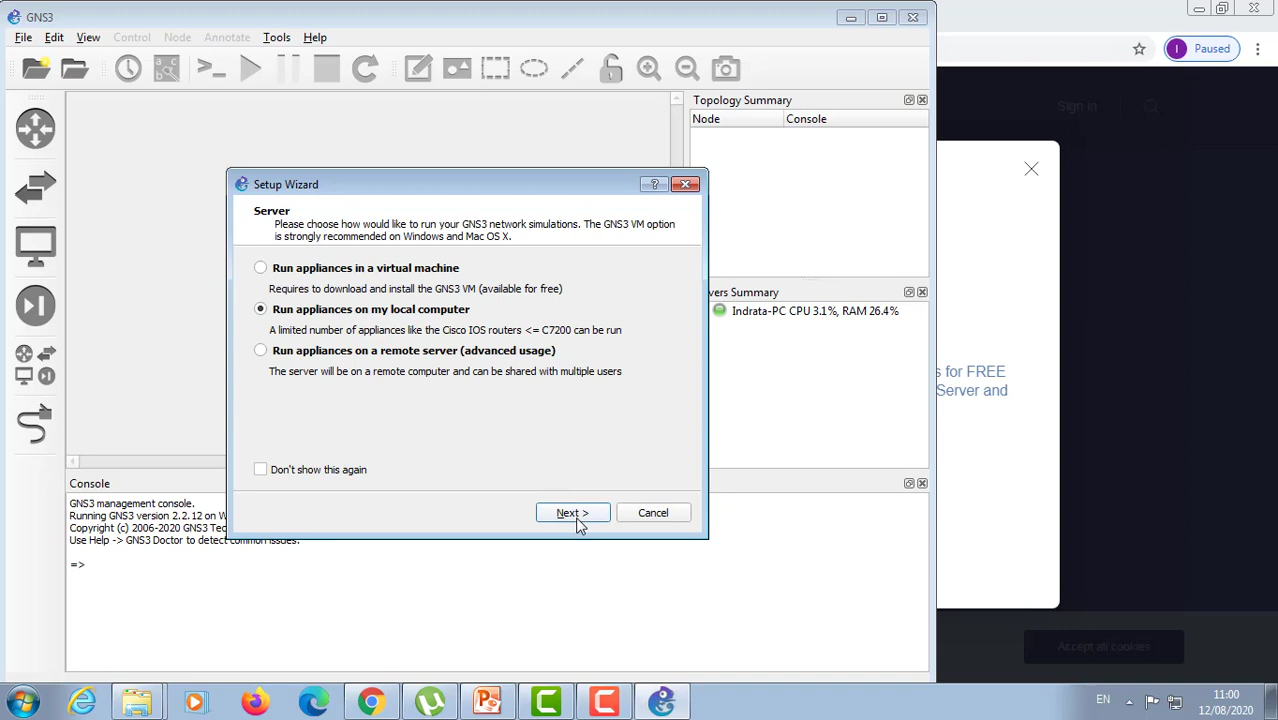 GNS3
File Edit View Control Node Annotate Tools Help
Paused
Sign in
Topology Summary
Node Console
Setup Wizard
Server
Please choose how would like to run your GNS3 network simulations. The GNS3 VM option
is strongly recommended on Windows and Mac OS X.
Run appliances in a virtual machine
Requires to download and install the GNS3 VM (available for free)
Run appliances on my local computer
A limited number of appliances like the Cisco IOS routers <= C7200 can be run
Run appliances on a remote server (advanced usage)
The server will be on a remote computer and can be shared with multiple users
Don't show this again
Next > Cancel
Summary
Indrata-PC CPU 3.1%, RAM 26.4%
for FREE
Server and
Console
GNS3 management console.
Running GNS3 version 2.2.12 on
Copyright (c) 2006-2020 GNS3
Use Help -> GNS3 Doctor to detect common issues.
=>
Accept all cookies
EN
11:00
12/08/2020